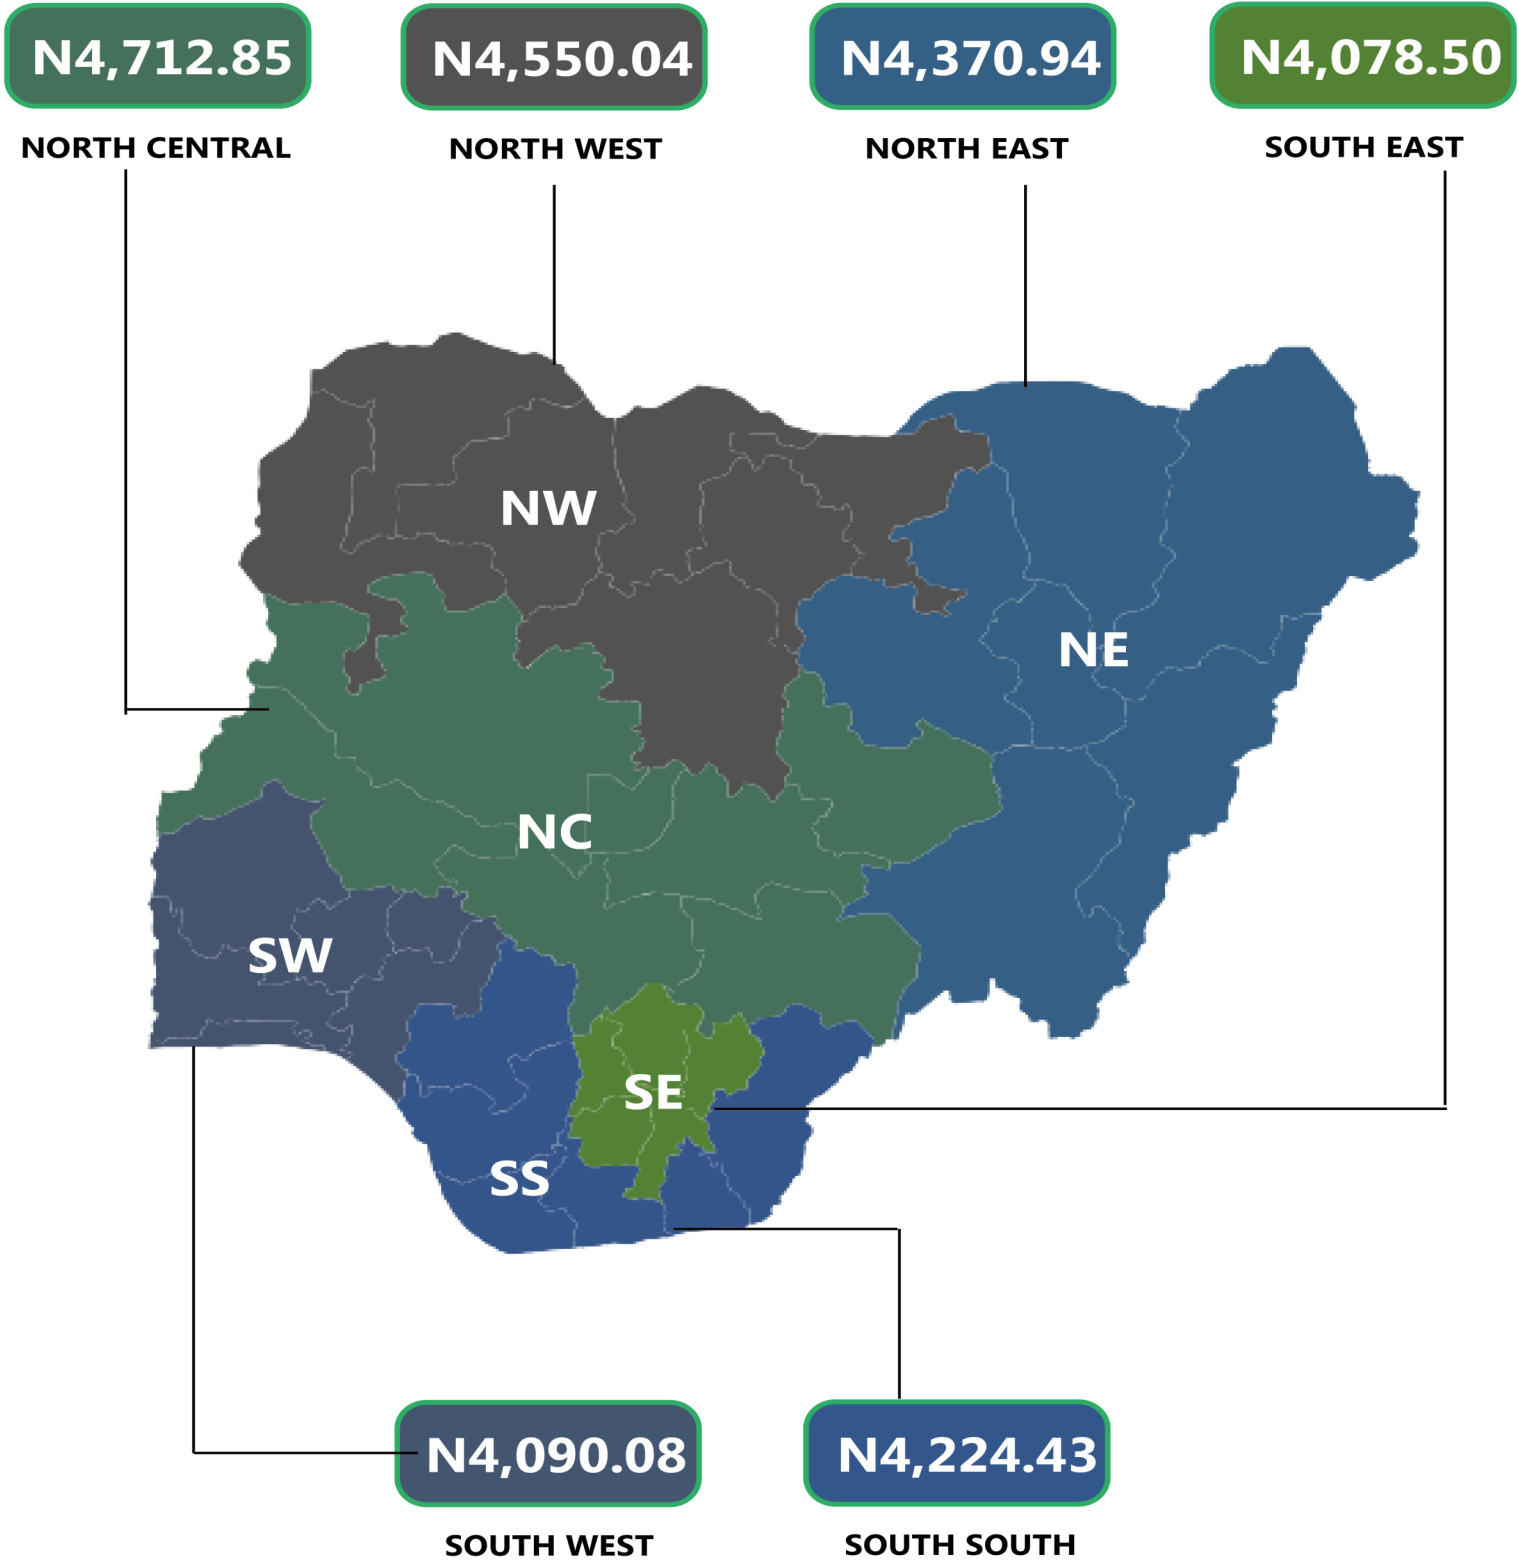 N4,712.85
N4,550.04
N4,370.94
N4,078.50
NORTH CENTRAL
NORTH WEST
NORTH EAST
SOUTH EAST
NW
NE
NC
SW
SE
SS
N4,090.08
N4,224.43
SOUTH WEST
SOUTH SOUTH